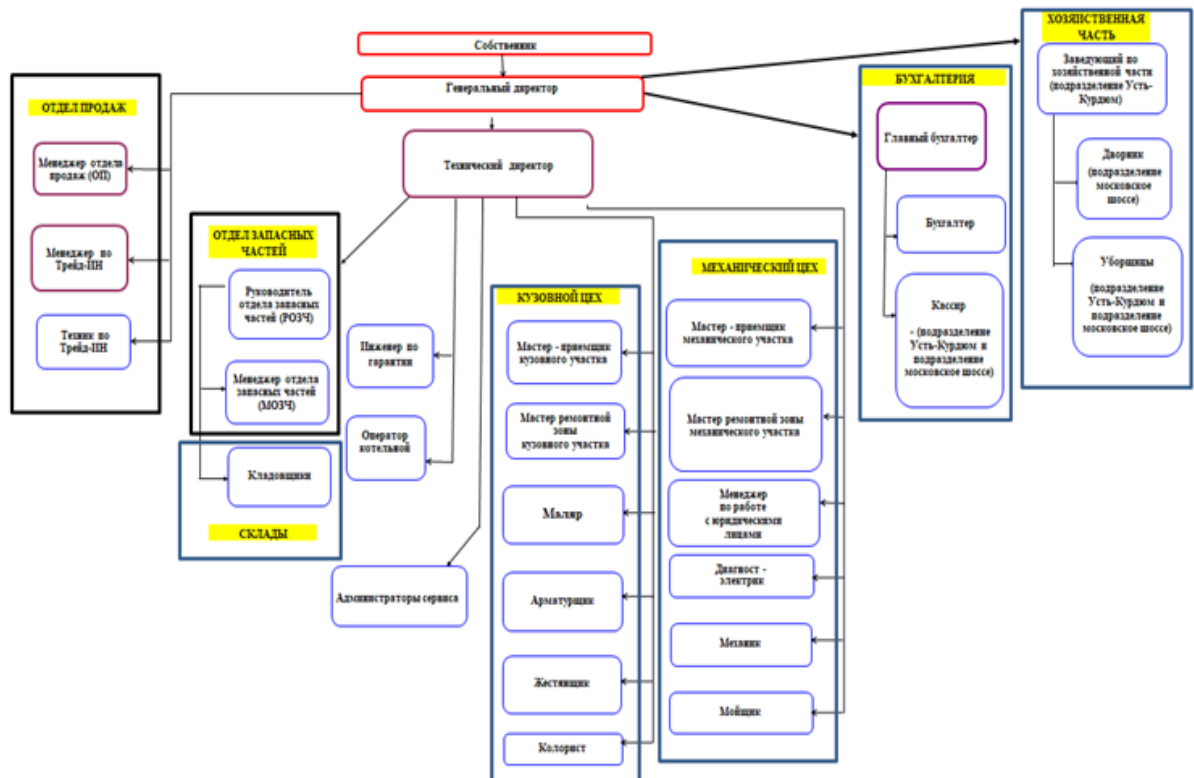 Собственник
Генеральный директор
Технический директор
ОТДЕЛ ПРОДАЖ
Менеджер отдела
продаж (ОП)
Менеджер по
Трейд-ИН
Техник по
Трейд-ИН
ОТДЕЛ ЗАПАСНЫХ
ЧАСТЕЙ
Руководитель
отдела запасных
частей (РОЗЧ)
Менеджер отдела
запасных частей
(МОЗЧ)
Кладовщики
СКЛАДЫ
Инженер по
гарантии
Оператор
котельной
Администраторы сервиса
КУЗОВНОЙ ЦЕХ
Мастер - приемщик
кузовного участка
Мастер ремонтной
зоны
кузовного участка
Маляр
Арматурщик
Жестянщик
Колорист
МЕХАНИЧЕСКИЙ ЦЕХ
Мастер - приемщик
механического участка
Мастер ремонтной зоны
механического участка
Менеджер
по работе
с юридическими
лицами
Диагност -
электрик
Механик
Мойщик
БУХГАЛТЕРИЯ
Главный бухгалтер
Бухгалтер
Кассир
- (подразделение
Усть-Курдюм и
подразделение
московское шоссе)
ХОЗЯЙСТВЕННАЯ
ЧАСТЬ
Заведующий по
хозяйственной части
(подразделение Усть-
Курдюм)
Дворник
(подразделение
московское
шоссе)
Уборщицы
(подразделение
Усть-Курдюм и
подразделение
московское шоссе)